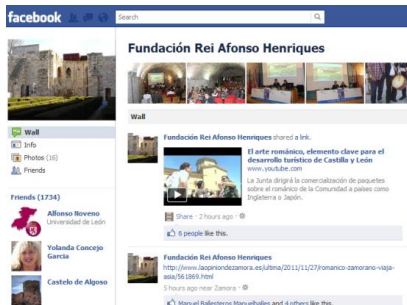 facebook
Search
Fundación Rei Afonso Henriques
Wall
Info
Photos (16)
Friends
Friends (1734)
Alfonso Noveno
Universidad de León
Yolanda Concejo
García
Castelo de Algoso
Wall
Fundación Rei Afonso Henriques shared a link.
El arte románico, elemento clave para el
desarrollo turístico de Castilla y León
www.youtube.com
La Junta dirigirá la comercialización de paquetes
sobre el románico de la Comunidad a países como
Inglaterra o Japón.
Share · 2 hours ago ·
6 people like this.
Fundación Rei Afonso Henriques
http://www.laopiniondezamora.es/ultima/2011/11/27/romanico-zamorano-viaja-
asia/561869.html
5 hours ago near Zamora ·
Manuel Ballesteros Manuelballes and 4 others like this.